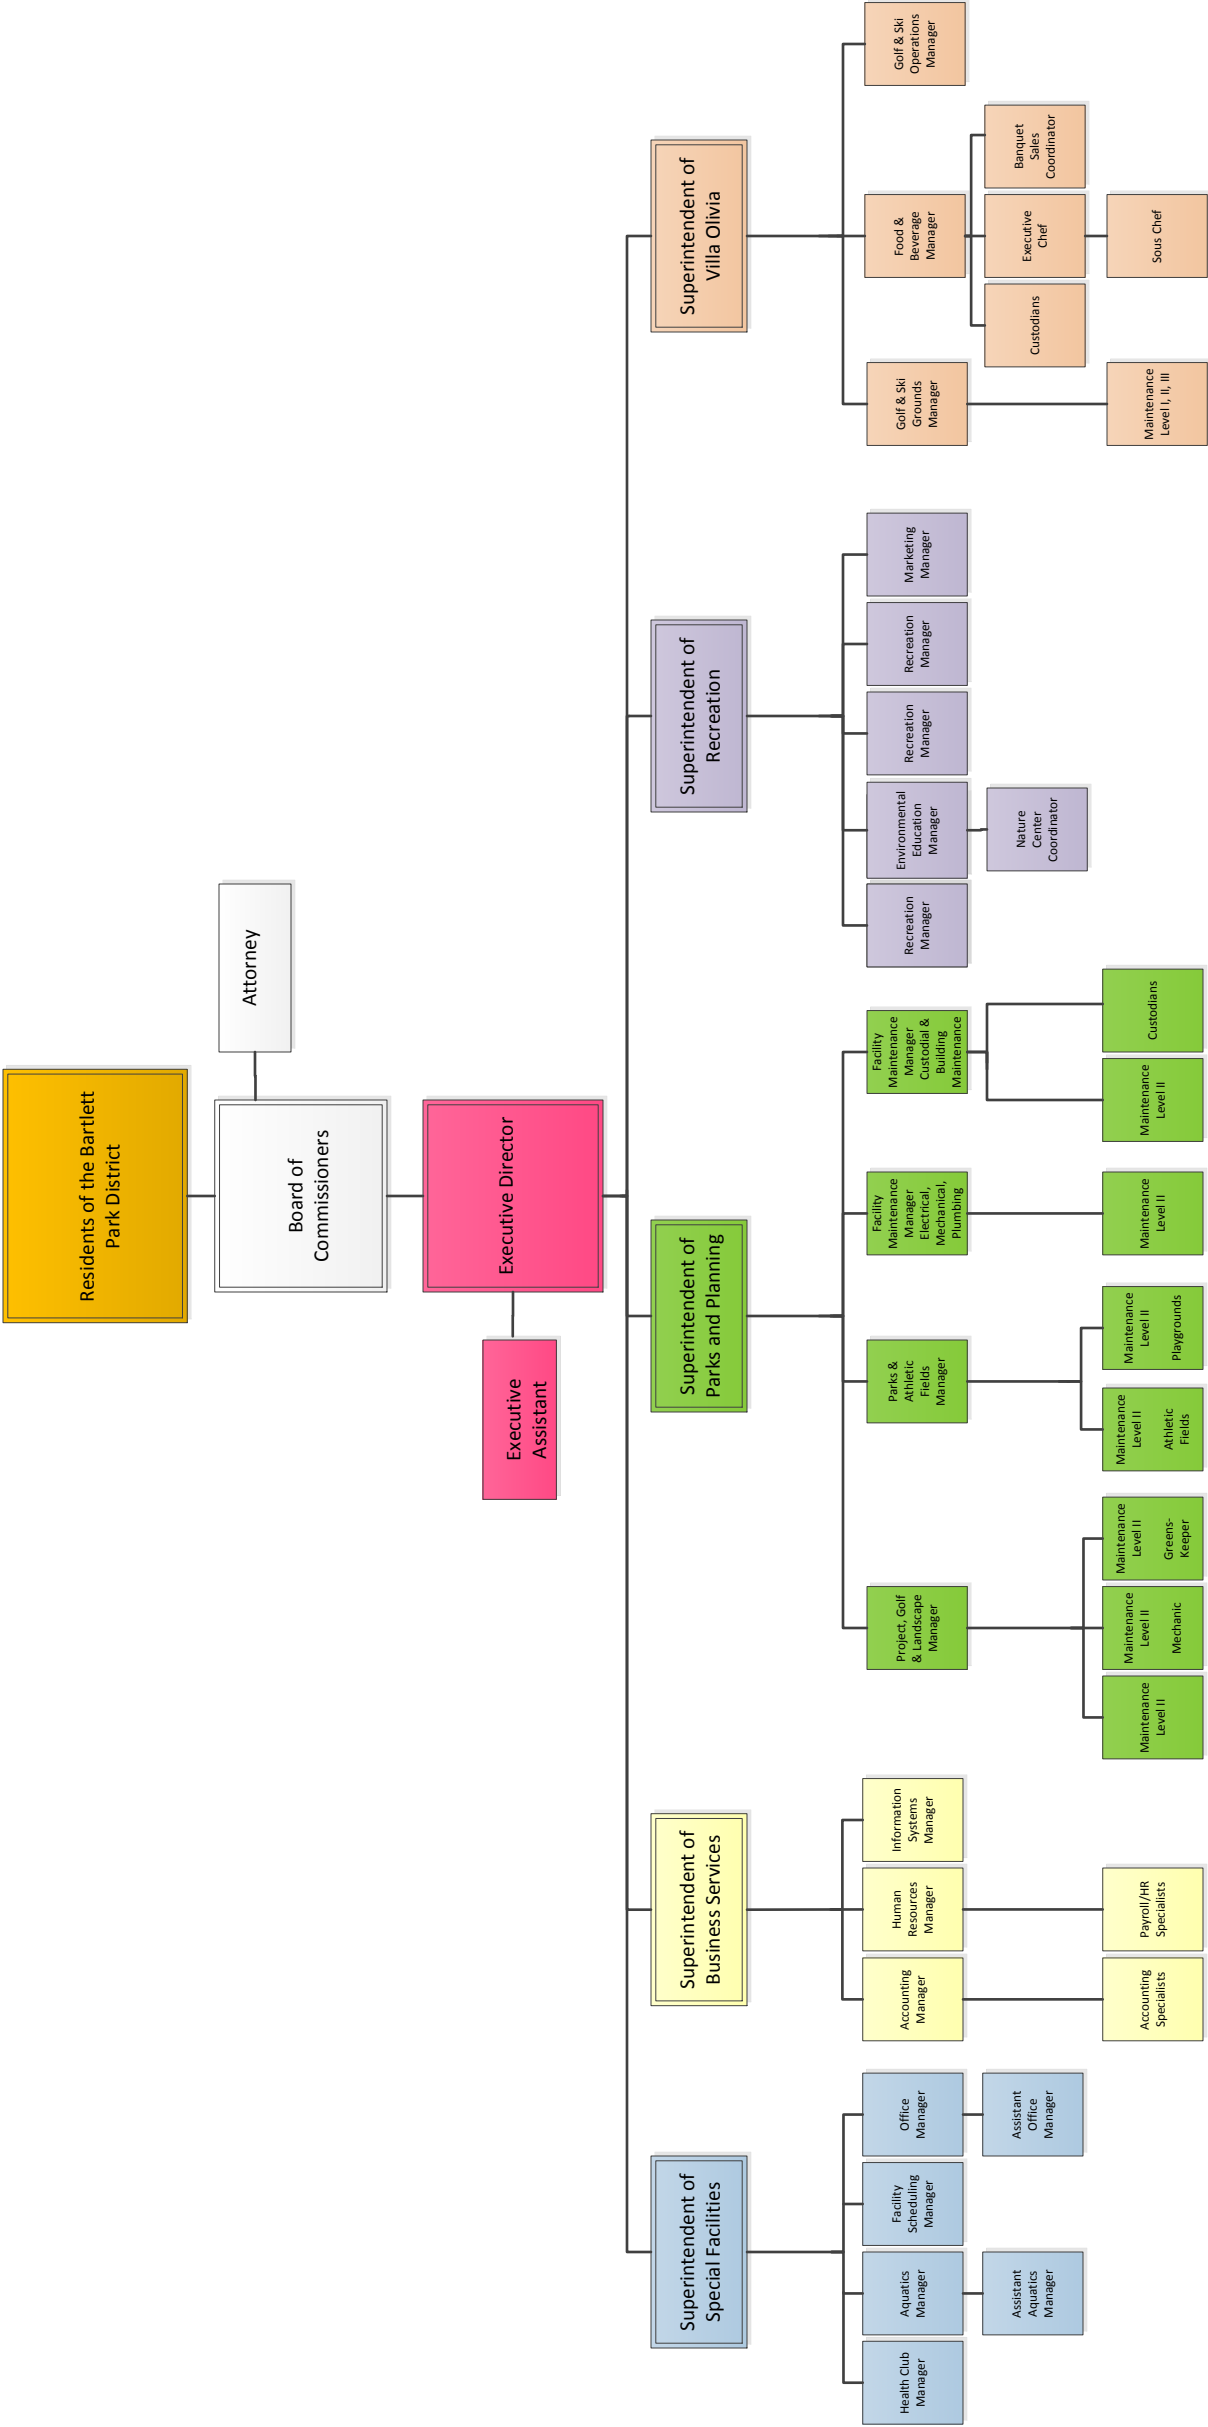 Residents of the Bartlett
Park District
Board of
Commissioners
Attorney
Executive Director
Executive
Assistant
Superintendent of
Special Facilities
Superintendent of
Business Services
Superintendent of
Parks and Planning
Superintendent of
Recreation
Superintendent of
Villa Olivia
Health Club
Manager
Aquatics
Manager
Facility
Scheduling
Manager
Office
Manager
Assistant
Aquatics
Manager
Assistant
Office
Manager
Accounting
Manager
Human
Resources
Manager
Information
Systems
Manager
Accounting
Specialists
Payroll/HR
Specialists
Project, Golf
& Landscape
Manager
Parks &
Athletic
Fields
Manager
Facility
Maintenance
Manager
Electrical,
Mechanical,
Plumbing
Facility
Maintenance
Manager
Custodial &
Building
Maintenance
Maintenance
Level II
Maintenance
Level II
Mechanic
Maintenance
Level II
Greens-
Keeper
Maintenance
Level II
Athletic
Fields
Maintenance
Level II
Playgrounds
Maintenance
Level II
Maintenance
Level II
Custodians
Recreation
Manager
Environmental
Education
Manager
Recreation
Manager
Recreation
Manager
Marketing
Manager
Nature
Center
Coordinator
Golf & Ski
Grounds
Manager
Food &
Beverage
Manager
Golf & Ski
Operations
Manager
Custodians
Executive
Chef
Banquet
Sales
Coordinator
Maintenance
Level I, II, III
Sous Chef